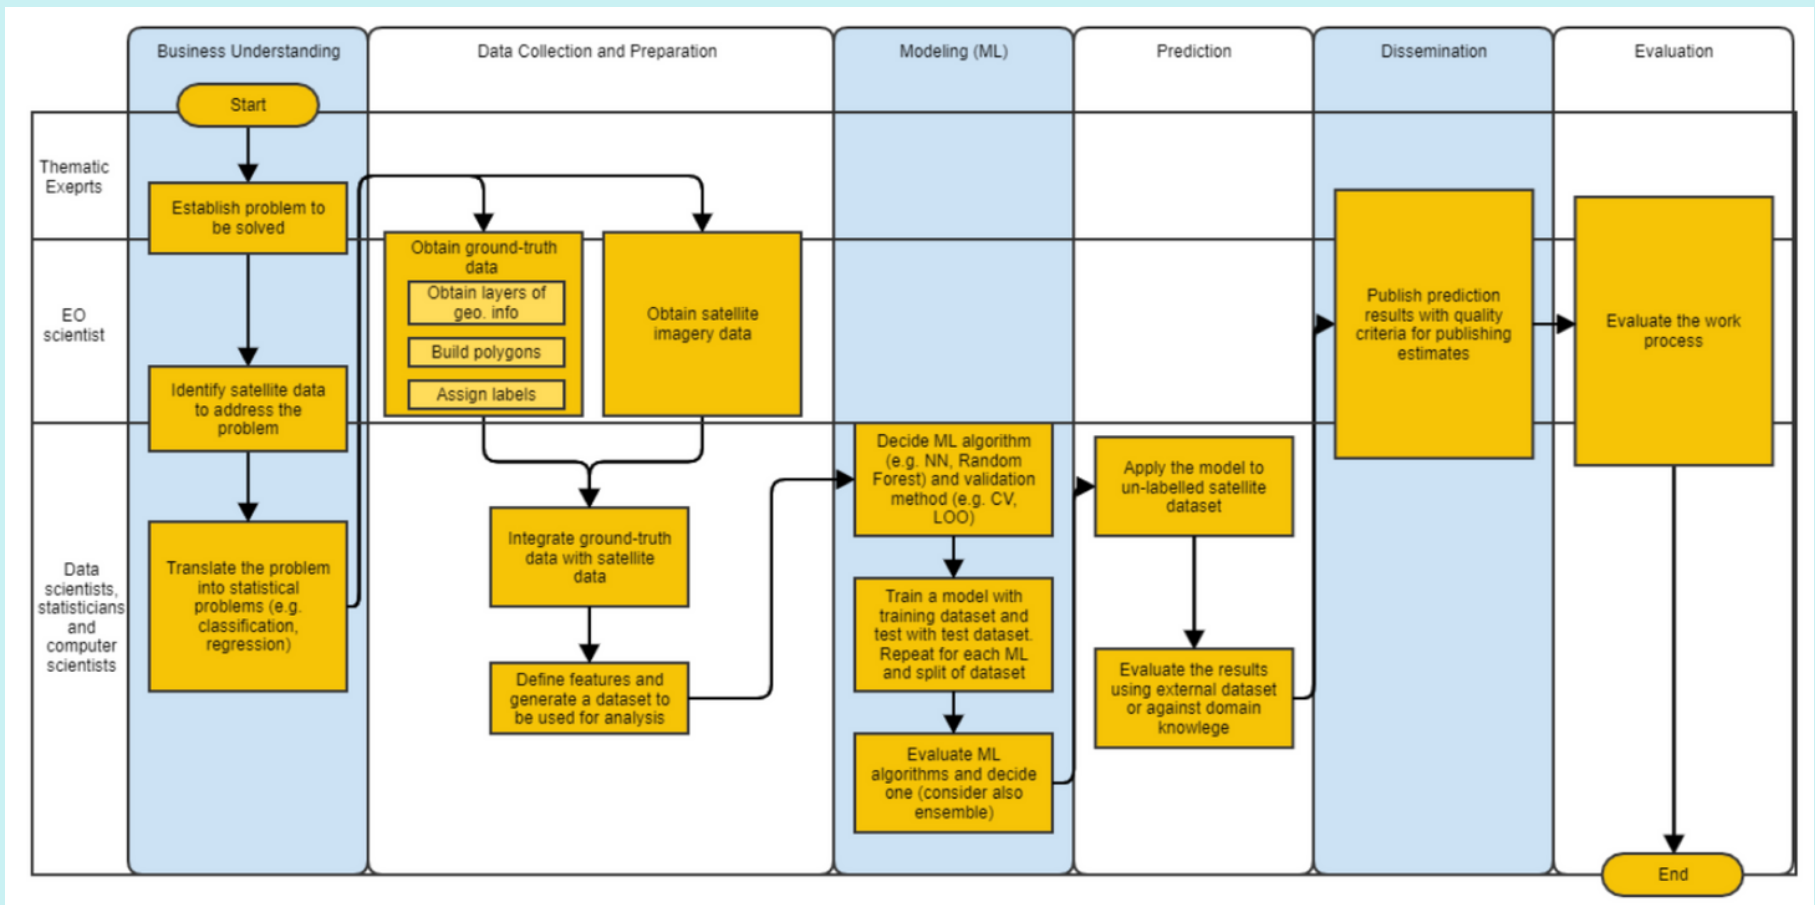 Business Understanding
Data Collection and Preparation
Modeling (ML)
Prediction
Dissemination
Evaluation
Start
Thematic
Exeprts
EO
scientist
Data
scientists,
statisticians
and
computer
scientists
Establish problem to
be solved
Identify satellite data
to address the
problem
Translate the problem
into statistical
problems (e.g.
classification,
regression)
Obtain ground-truth
data
Obtain layers of
geo. info
Build polygons
Assign labels
Obtain satellite
imagery data
Integrate ground-truth
data with satellite
data
Define features and
generate a dataset to
be used for analysis
Decide ML algorithm
(e.g. NN, Random
Forest) and validation
method (e.g. CV,
LOO)
Train a model with
training dataset and
test with test dataset.
Repeat for each ML
and split of dataset
Evaluate ML
algorithms and decide
one (consider also
ensemble)
Apply the model to
un-labelled satellite
dataset
Evaluate the results
using external dataset
or against domain
knowlege
Publish prediction
results with quality
criteria for publishing
estimates
Evaluate the work
process
End